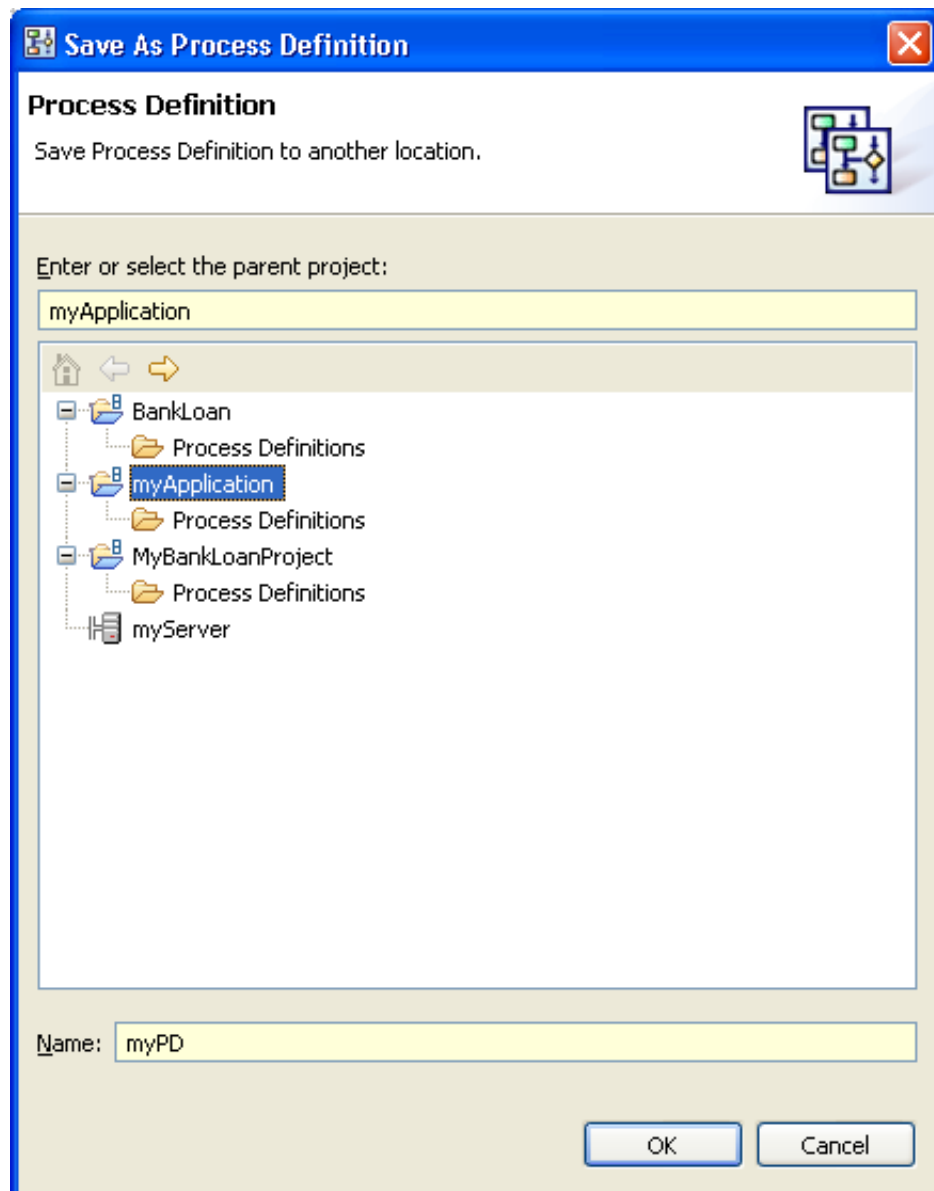 Save As Process Definition
Process Definition
Save Process Definition to another location.
Enter or select the parent project:
myApplication
BankLoan
Process Definitions
myApplication
Process Definitions
MyBankLoanProject
Process Definitions
myServer
Name: myPD
OK Cancel